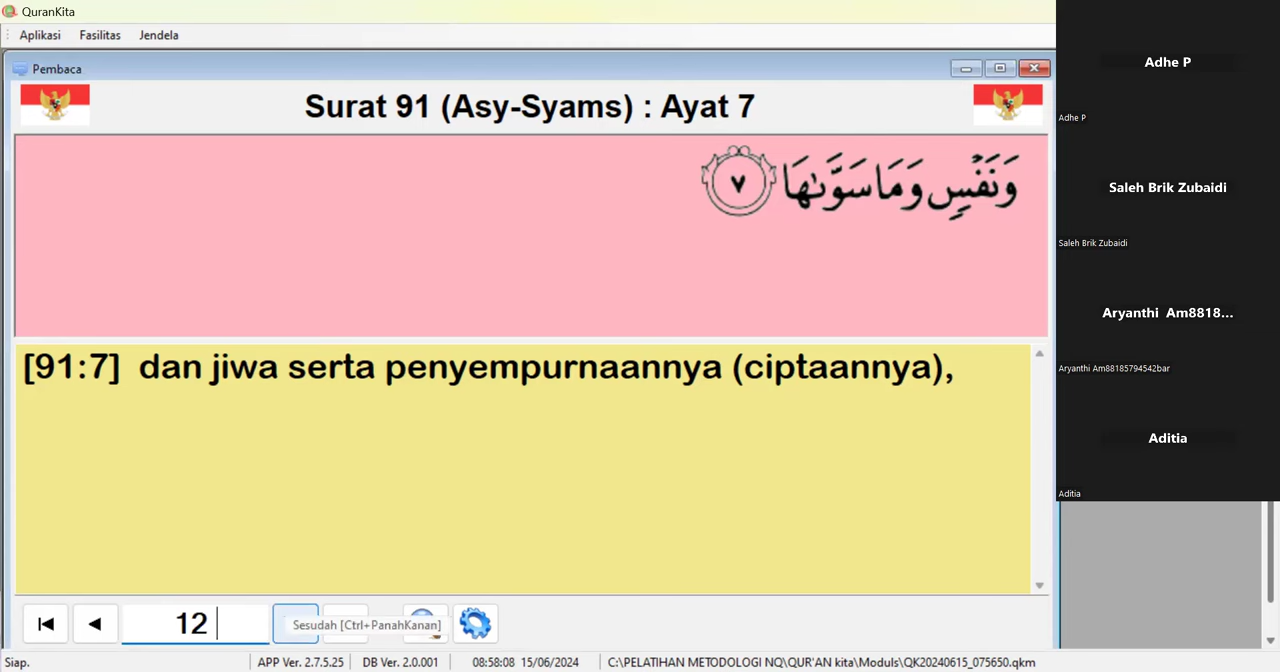 QuranKita
Aplikasi Fasilitas Jendela
Pembaca
Surat 91 (Asy-Syams) : Ayat 7
وَنَفْسٍ وَمَا سَوَّىٰهَا ٧
[91:7] dan jiwa serta penyempurnaannya (ciptaannya),
12
Sesudah [Ctrl+PanahKanan]
Siap. APP Ver. 2.7.5.25 DB Ver. 2.0.001 08:58:08 15/06/2024 C:\PELATIHAN METODOLOGI NQ\QUR'AN kita\Moduls\QK20240615_075650.qkm
Adhe P
Adhe P
Saleh Brik Zubaidi
Saleh Brik Zubaidi
Aryanthi Am8818...
Aryanthi Am88185794542bar
Aditia
Aditia